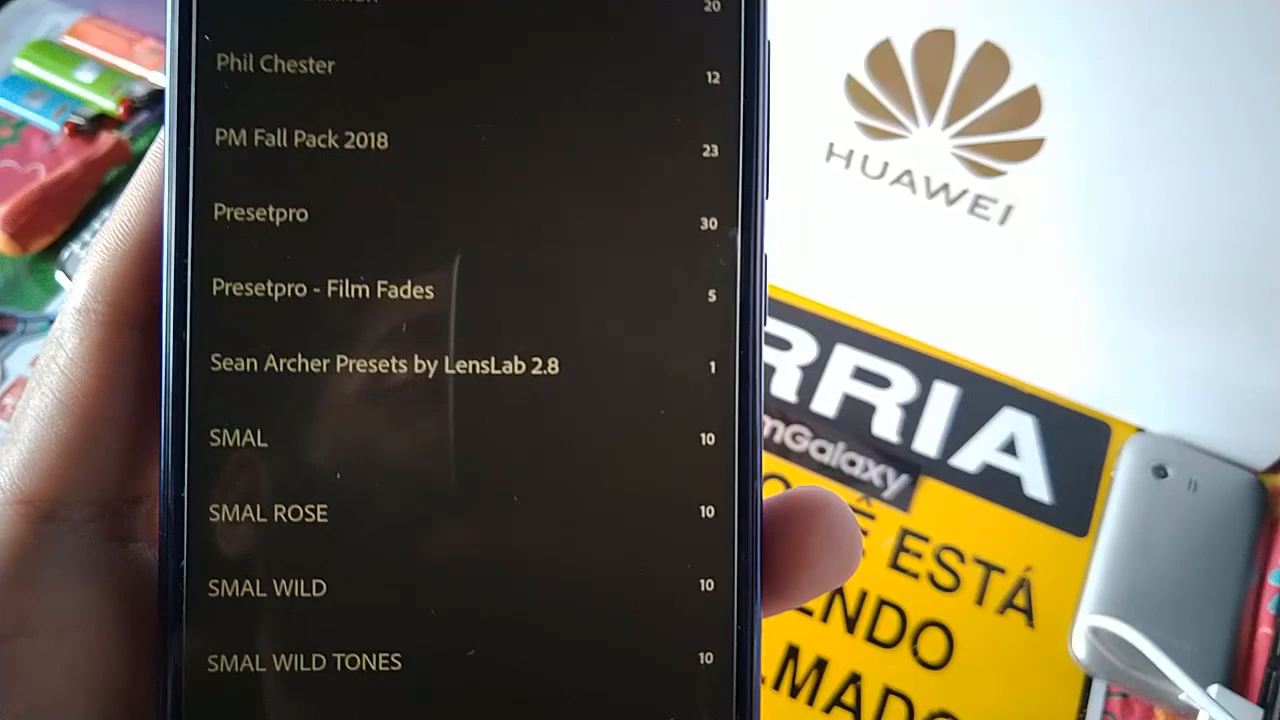 20
Phil Chester 12
PM Fall Pack 2018 23
Presetpro 30
Presetpro - Film Fades 5
Sean Archer Presets by LensLab 2.8 1
SMAL 10
SMAL ROSE 10
SMAL WILD 10
SMAL WILD TONES 10
HUAWEI
RRIA
mGalaxy
Ê ESTÁ
ENDO
LMADO